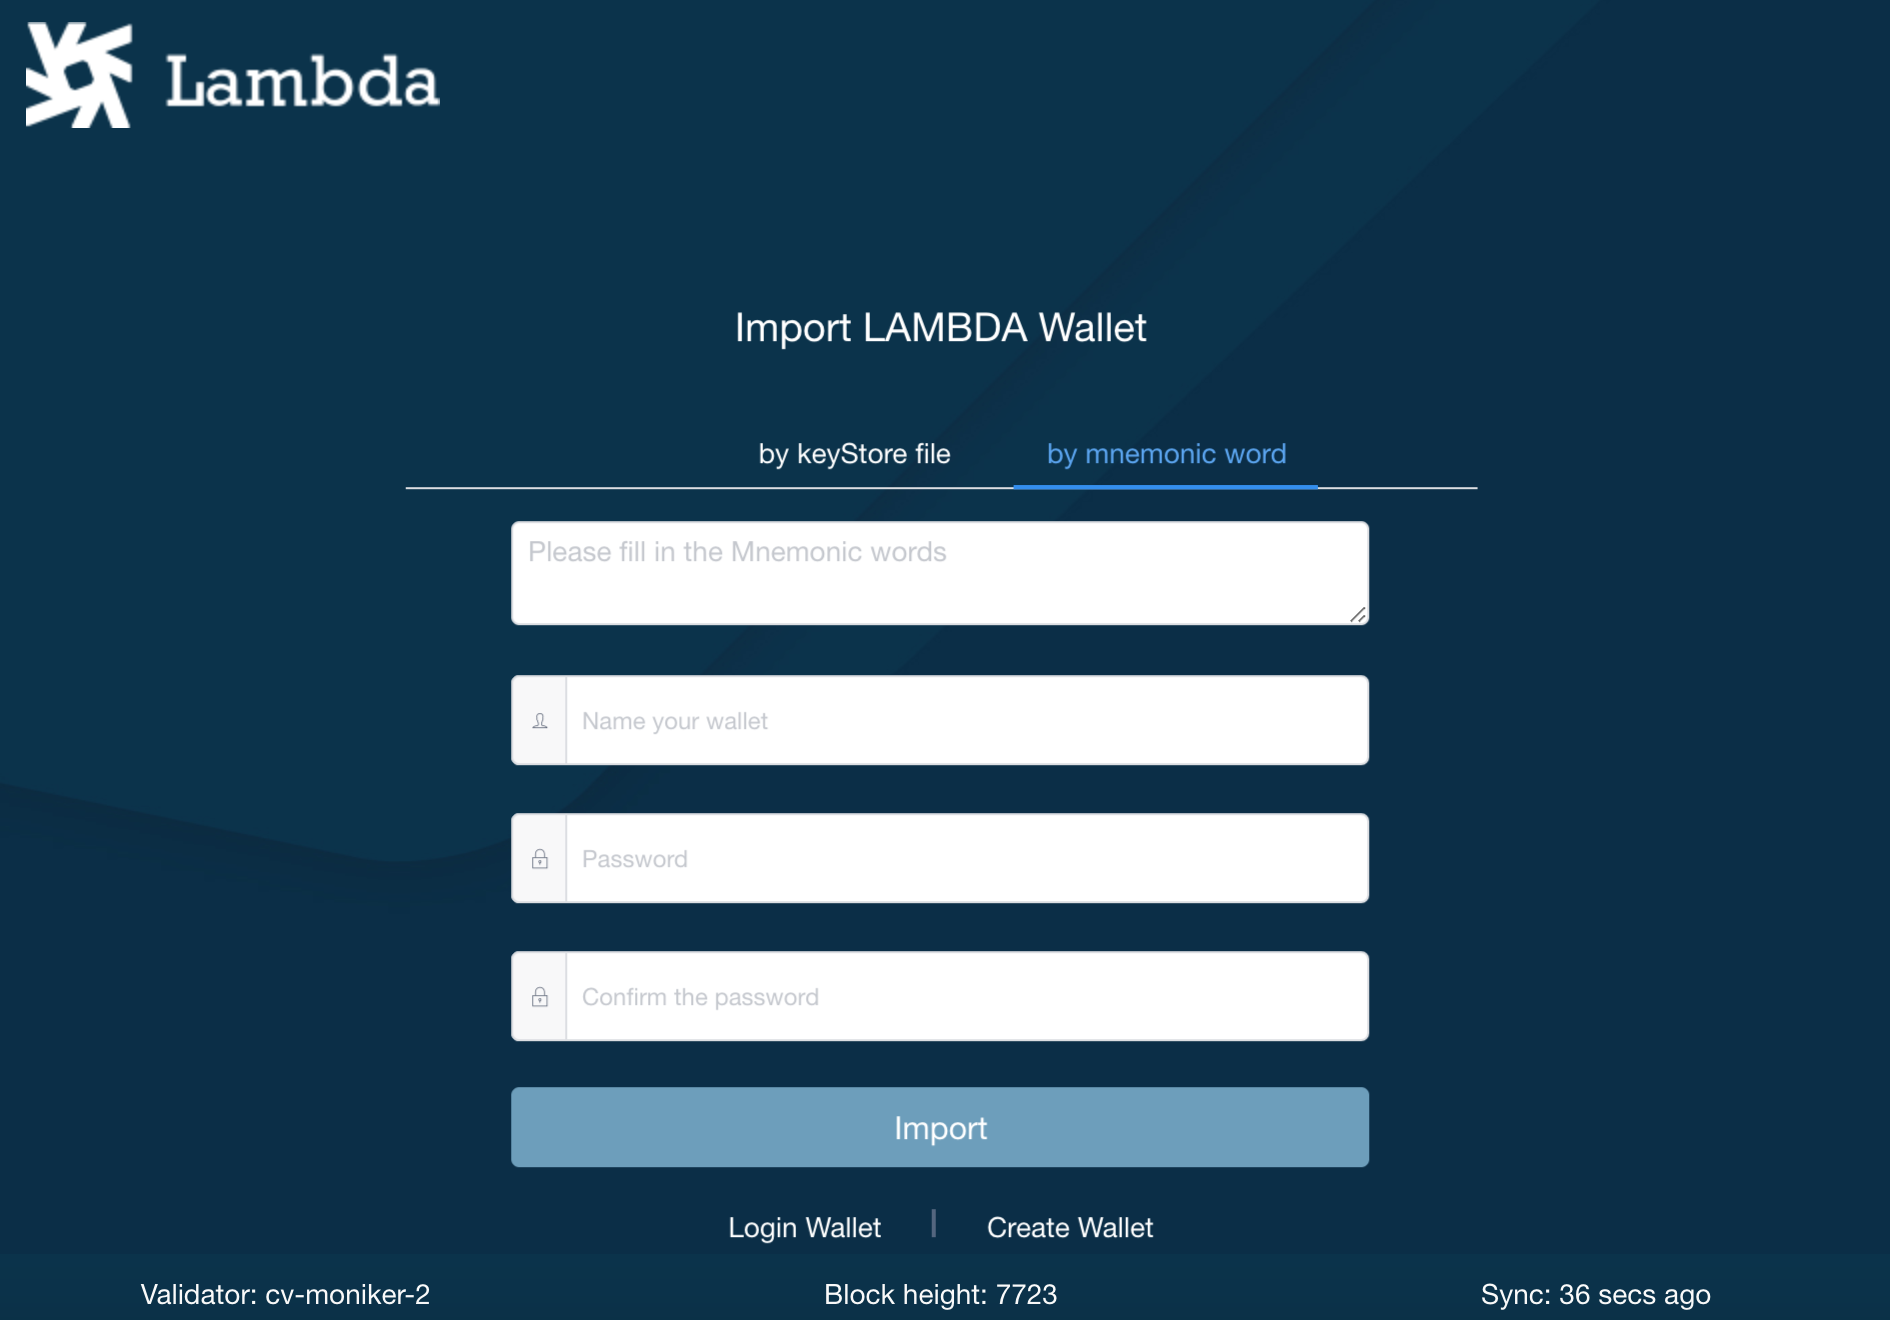 Lambda
Import LAMBDA Wallet
by keyStore file by mnemonic word
Please fill in the Mnemonic words
Name your wallet
Password
Confirm the password
Import
Login Wallet | Create Wallet
Validator: cv-moniker-2 Block height: 7723 Sync: 36 secs ago